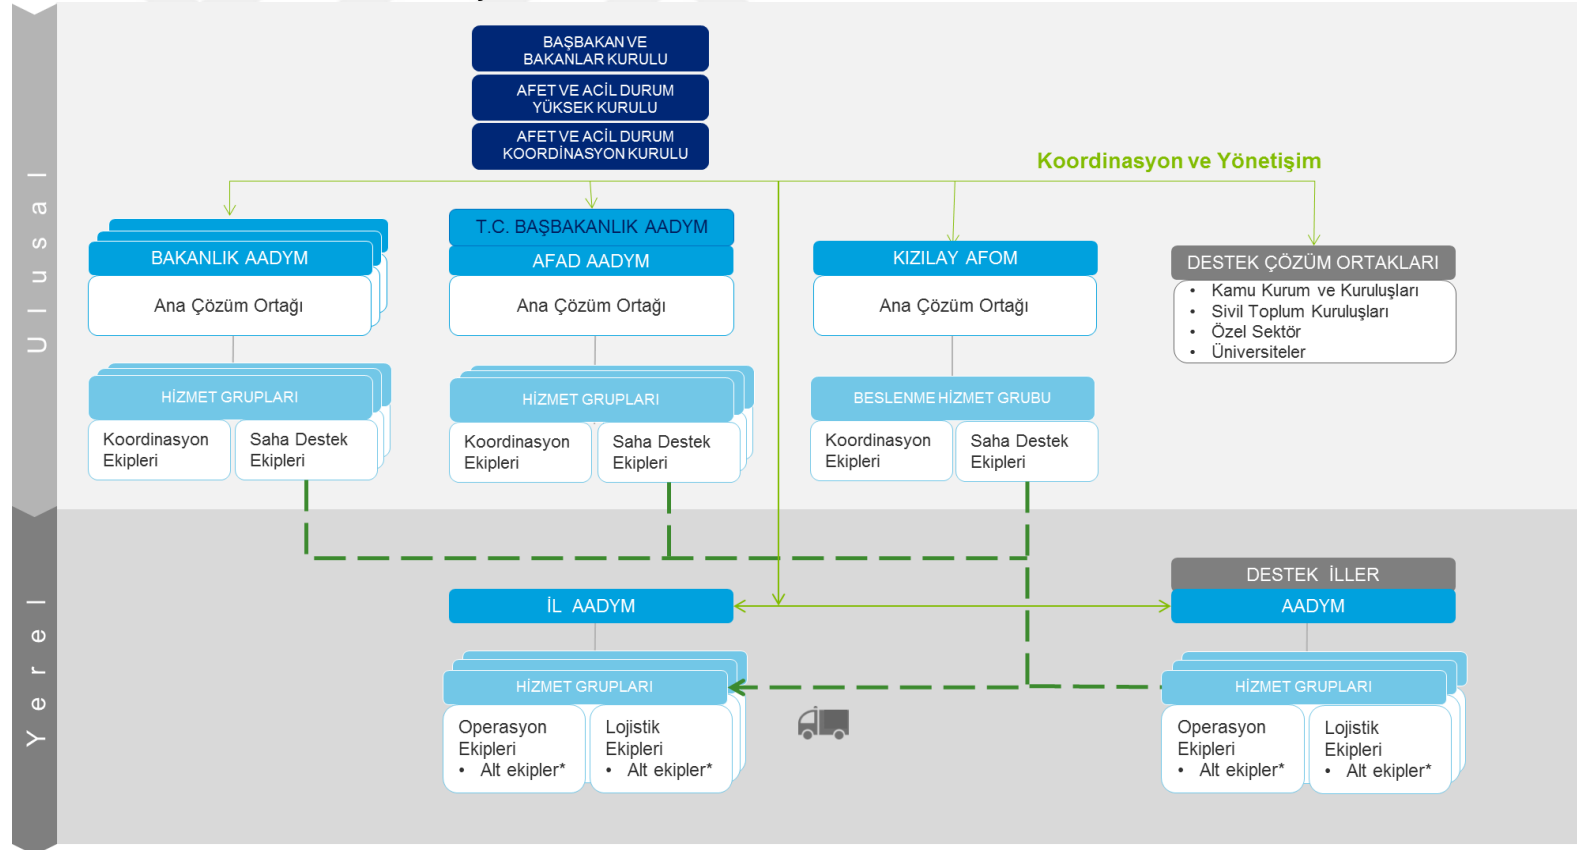 Ulusal
BAŞBAKAN VE
BAKANLAR KURULU
AFET VE ACİL DURUM
YÜKSEK KURULU
AFET VE ACİL DURUM
KOORDİNASYON KURULU
Koordinasyon ve Yönetişim
BAKANLIK AADYM
Ana Çözüm Ortağı
HİZMET GRUPLARI
Koordinasyon
Ekipleri
Saha Destek
Ekipleri
T.C. BAŞBAKANLIK AADYM
AFAD AADYM
Ana Çözüm Ortağı
HİZMET GRUPLARI
Koordinasyon
Ekipleri
Saha Destek
Ekipleri
KIZILAY AFOM
Ana Çözüm Ortağı
BESLENME HİZMET GRUBU
Koordinasyon
Ekipleri
Saha Destek
Ekipleri
DESTEK ÇÖZÜM ORTAKLARI
• Kamu Kurum ve Kuruluşları
• Sivil Toplum Kuruluşları
• Özel Sektör
• Üniversiteler
Yerel
İL AADYM
HİZMET GRUPLARI
Operasyon
Ekipleri
• Alt ekipler*
Lojistik
Ekipleri
• Alt ekipler*
DESTEK İLLER
AADYM
HİZMET GRUPLARI
Operasyon
Ekipleri
• Alt ekipler*
Lojistik
Ekipleri
• Alt ekipler*